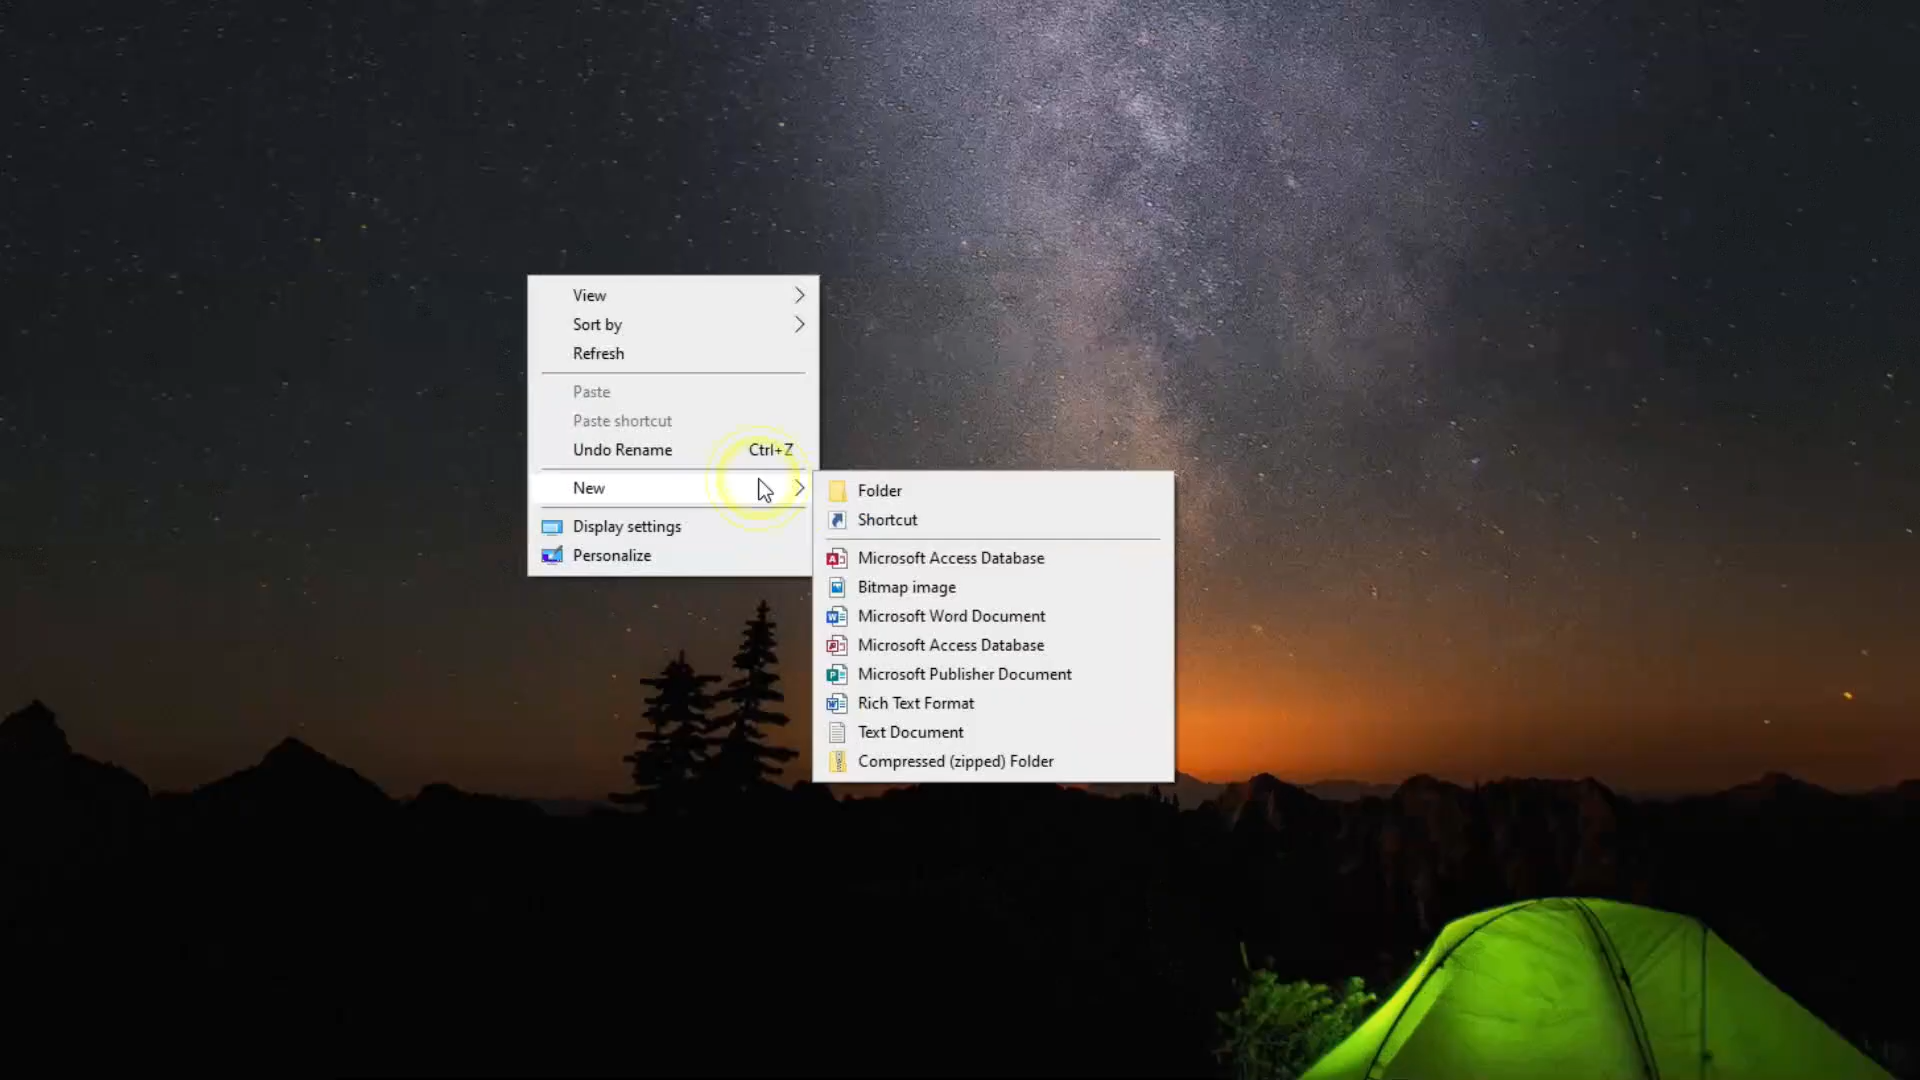 View
Sort by
Refresh
Paste
Paste shortcut
Undo Rename Ctrl+Z
New
Display settings
Personalize
Folder
Shortcut
Microsoft Access Database
Bitmap image
Microsoft Word Document
Microsoft Access Database
Microsoft Publisher Document
Rich Text Format
Text Document
Compressed (zipped) Folder